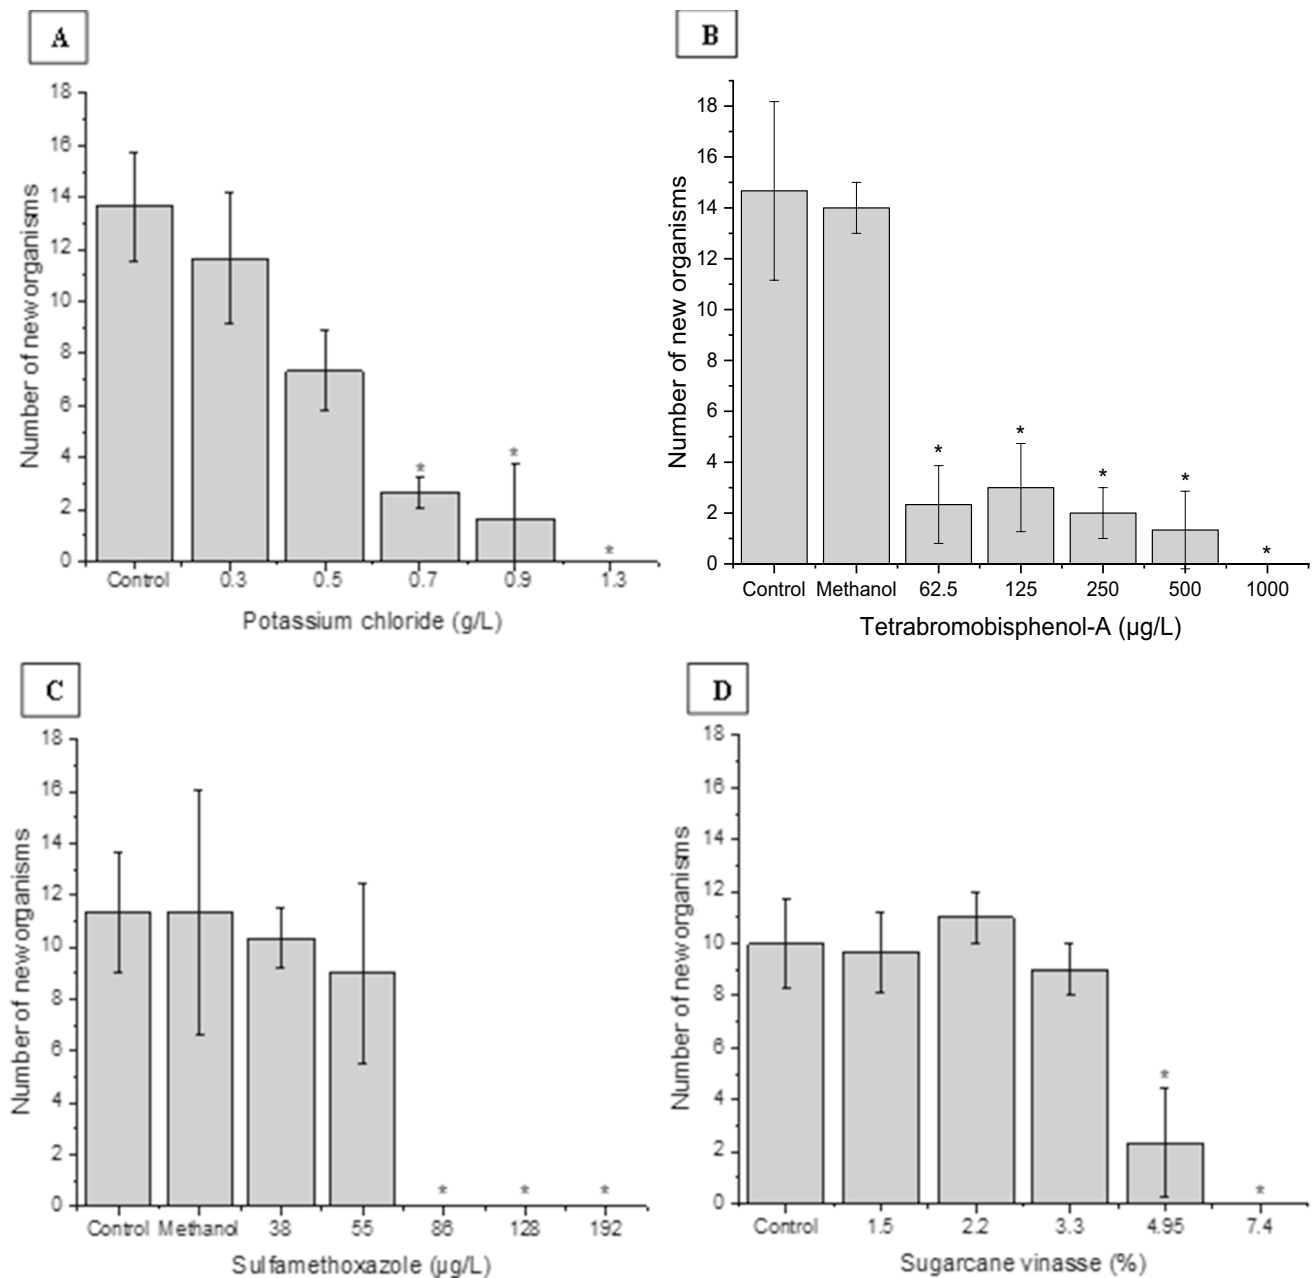 A
18
16
14
12
10
8
6
4
2
0
Number of new organisms
* * *
Control 0.3 0.5 0.7 0.9 1.3
Potassium chloride (g/L)
B
18
16
14
12
10
8
6
4
2
0
Number of new organisms
* * * * *
Control Methanol 62.5 125 250 500 1000
Tetrabromobisphenol-A (µg/L)
C
18
16
14
12
10
8
6
4
2
0
Number of new organisms
* * *
Control Methanol 38 55 86 128 192
Sulfamethoxazole (µg/L)
D
18
16
14
12
10
8
6
4
2
0
Number of new organisms
* *
Control 1.5 2.2 3.3 4.95 7.4
Sugarcane vinasse (%)